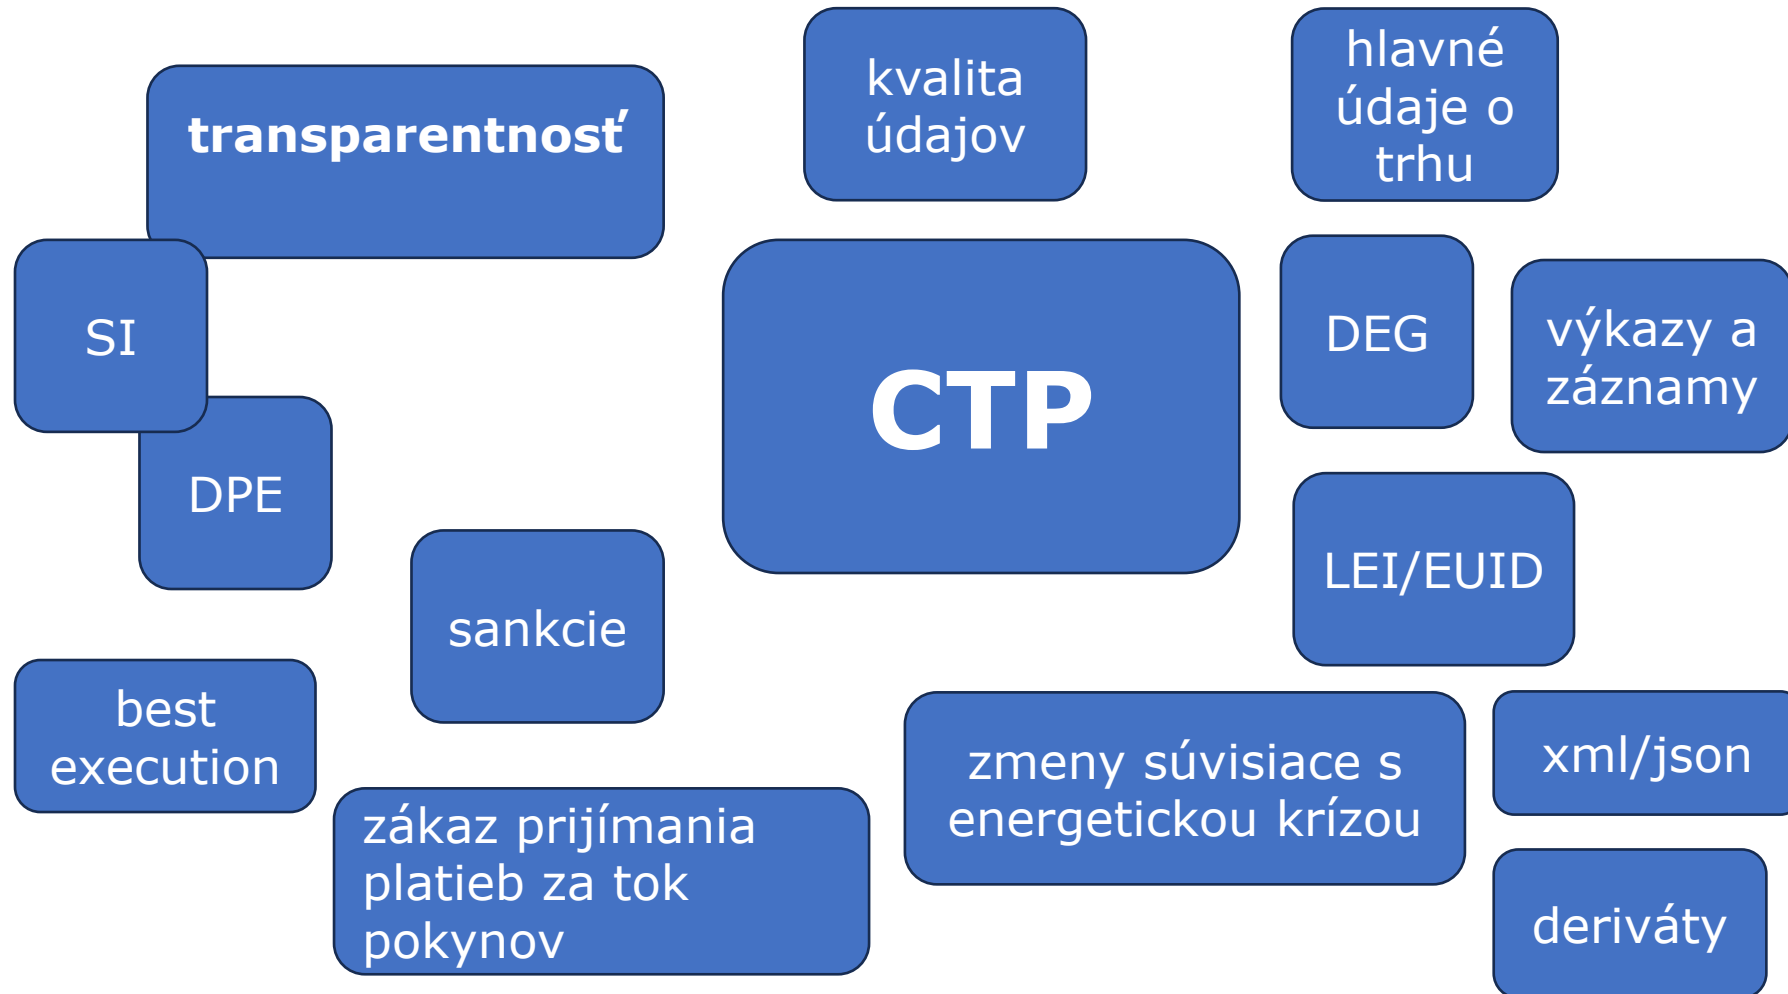 transparentnosť
kvalita
údajov
hlavné
údaje o
trhu
SI
DPE
CTP
DEG
výkazy a
záznamy
LEI/EUID
sankcie
best
execution
zákaz prijímania
platieb za tok
pokynov
zmeny súvisiace s
energetickou krízou
xml/json
deriváty